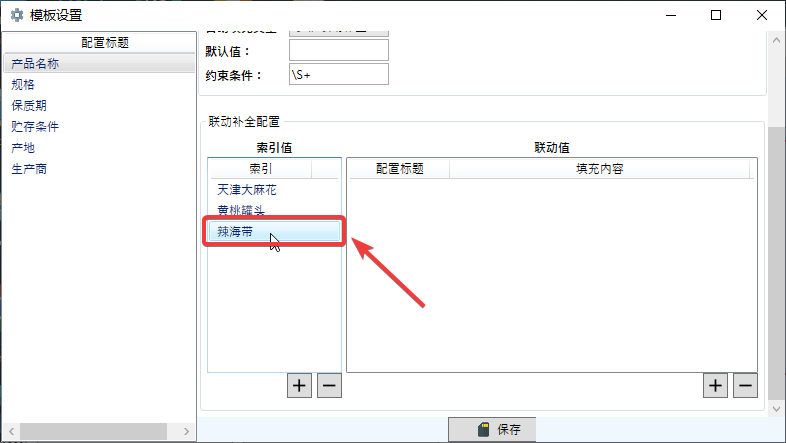 模板设置
配置标题
产品名称
规格
保质期
贮存条件
产地
生产商
默认值：
约束条件：
\S+
联动补全配置
索引值
联动值
索引
配置标题
填充内容
天津大麻花
黄桃罐头
辣海带
保存